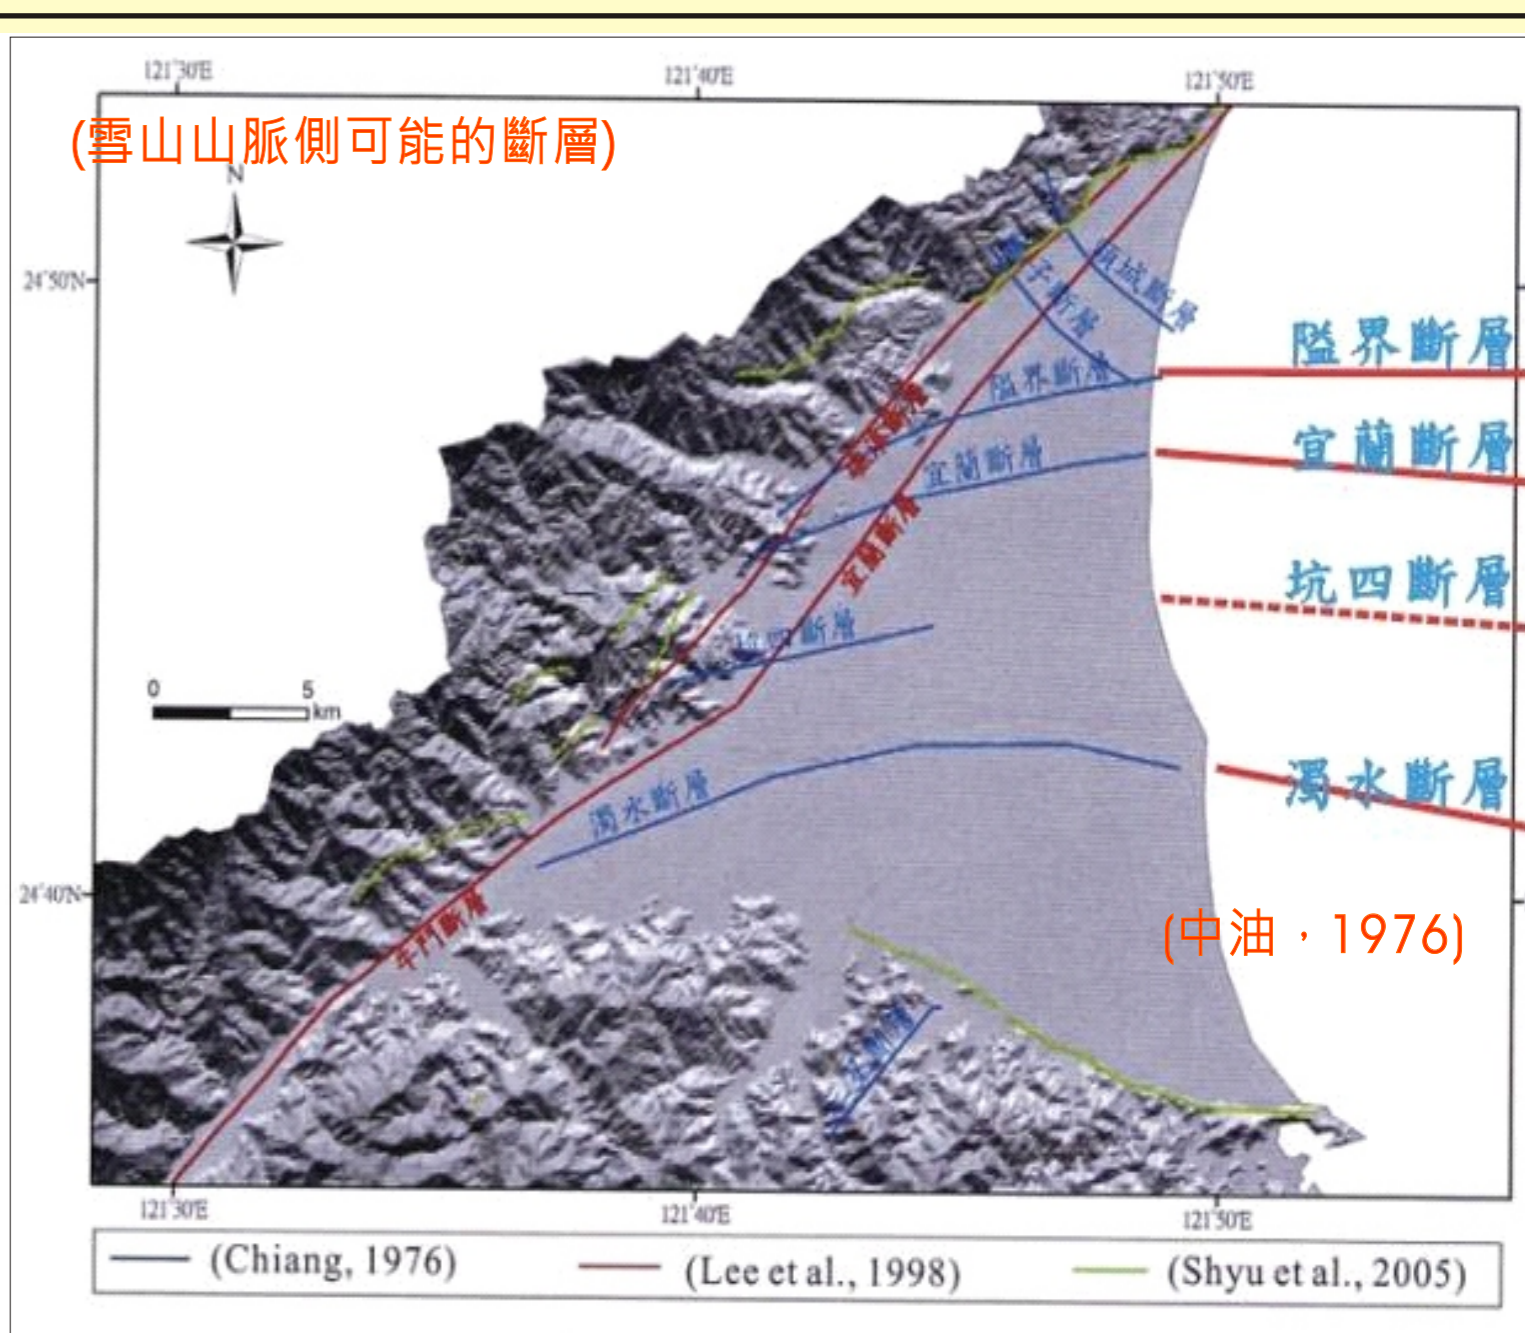 121°30'E
121°40'E
121°50'E
(雪山山脈側可能的斷層)
N
24°50'N
頭城斷層
子斷層
隘界斷層
隘界斷層
宜蘭斷層
宜蘭斷層
宜蘭斷層
坑四斷層
坑四斷層
0 5
km
濁水斷層
濁水斷層
24°40'N
牛鬥斷層
(中油，1976)
121°30'E
121°40'E
121°50'E
(Chiang, 1976)
(Lee et al., 1998)
(Shyu et al., 2005)